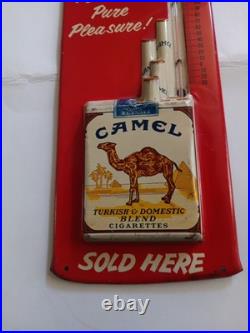 Pure
Pleasure!
CAMEL
TURKISH & DOMESTIC
BLEND
CIGARETTES
SOLD HERE